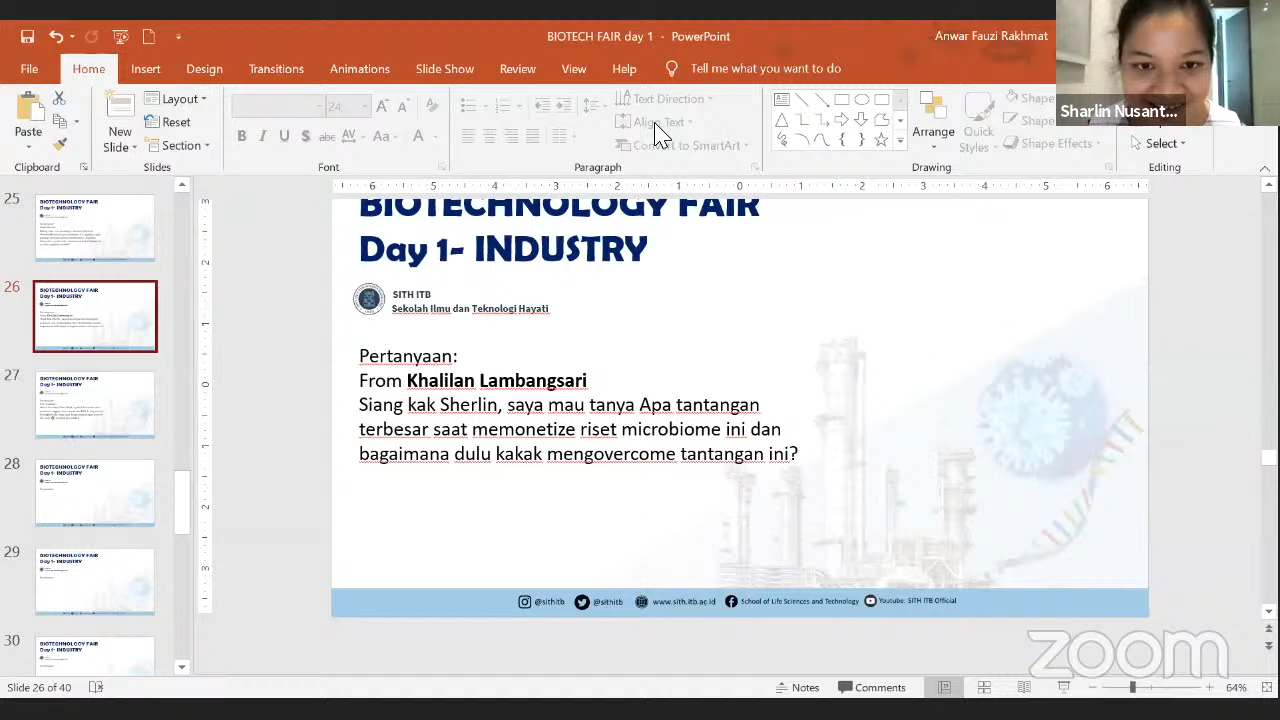 BIOTECH FAIR day 1 - PowerPoint
Anwar Fauzi Rakhmat
File Home Insert Design Transitions Animations Slide Show Review View Help Tell me what you want to do
Sharlin Nusant...
Paste
New
Slide
Layout
Reset
Section
24
Text Direction
Align Text
Convert to SmartArt
Arrange
Quick
Styles
Shape
Shape
Shape Effects
Select
Clipboard Slides Font Paragraph Drawing Editing
25
26
27
28
29
30
BIOTECHNOLOGY FAIR
Day 1- INDUSTRY
SITH ITB
Sekolah Ilmu dan Teknologi Hayati
Pertanyaan:
From Khalilan Lambangsari
Siang kak Sherlin, saya mau tanya Apa tantangan
terbesar saat memonetize riset microbiome ini dan
bagaimana dulu kakak mengovercome tantangan ini?
@sithitb @sithitb www.sith.itb.ac.id School of Life Sciences and Technology Youtube: SITH ITB Official
zoom
Slide 26 of 40
Notes Comments 64%